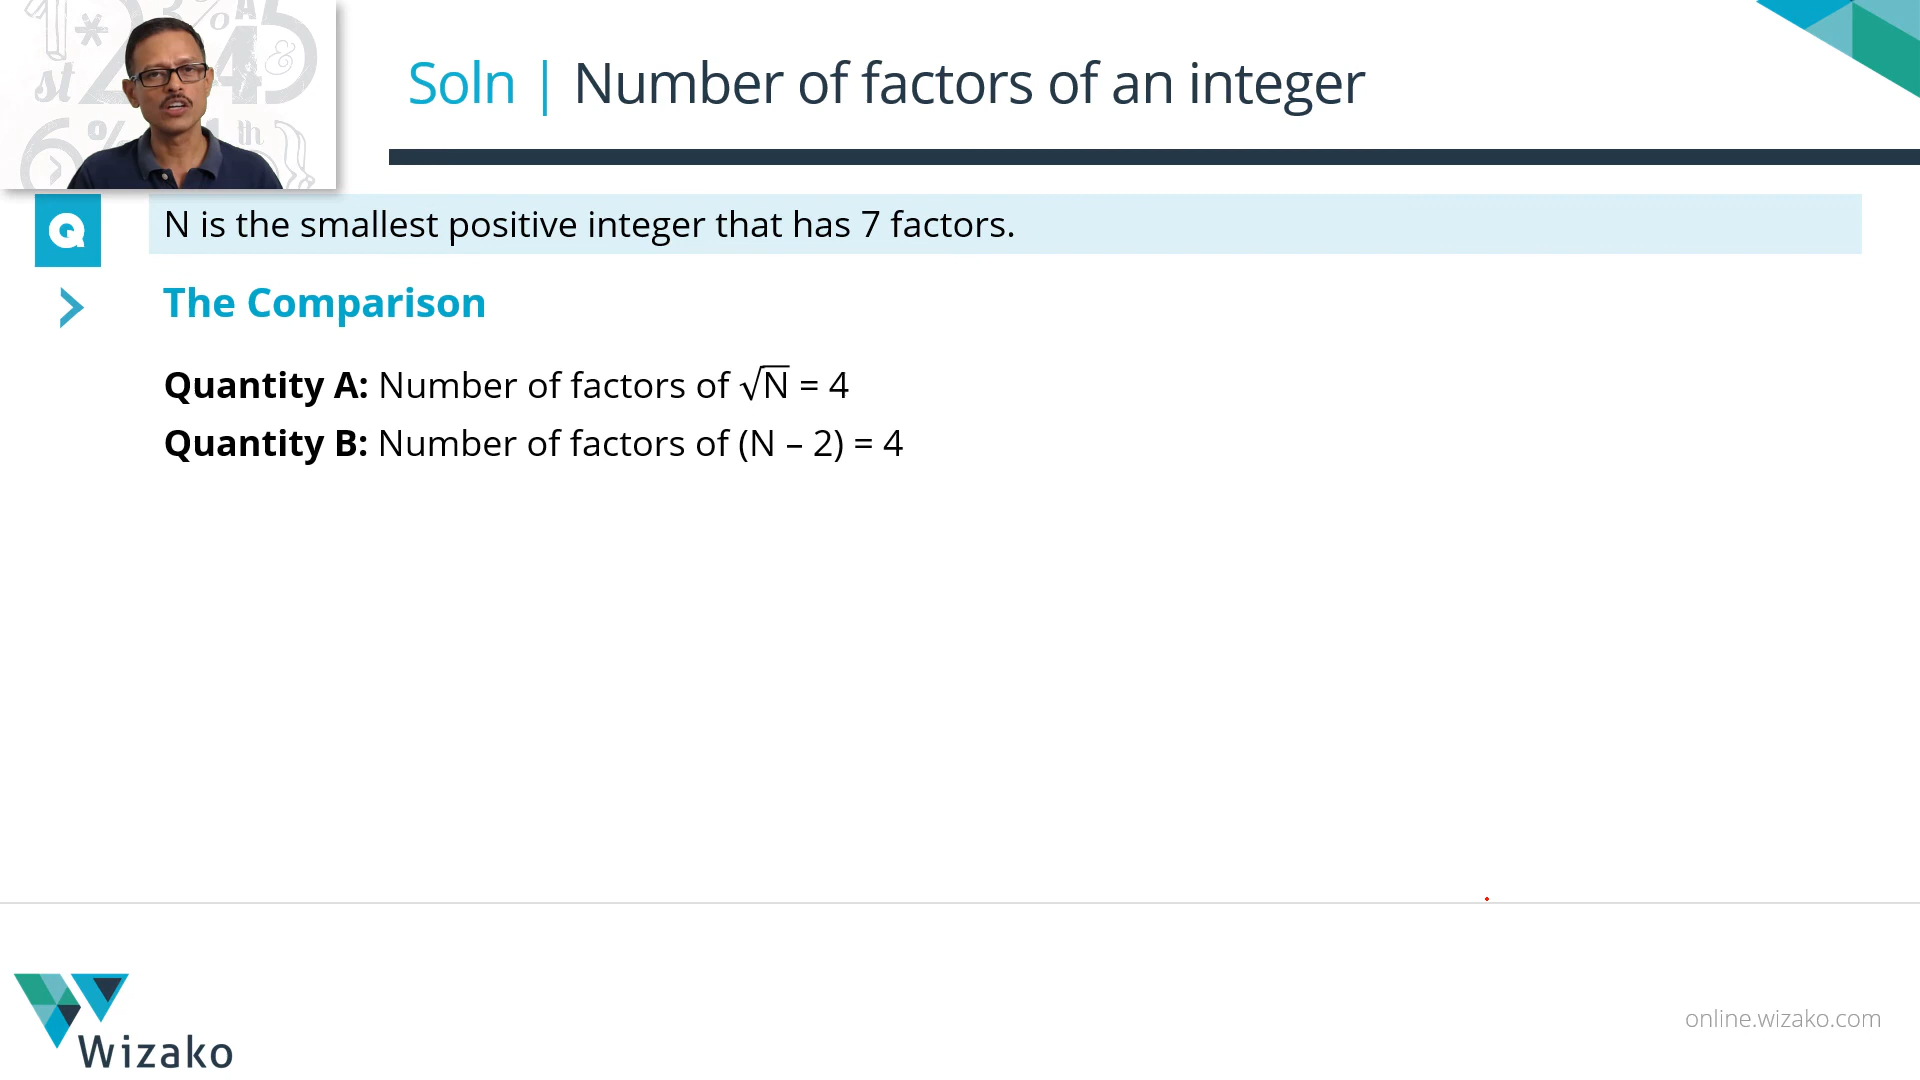 Soln | Number of factors of an integer
Q
N is the smallest positive integer that has 7 factors.
The Comparison
Quantity A: Number of factors of √N = 4
Quantity B: Number of factors of (N – 2) = 4
Wizako
online.wizako.com